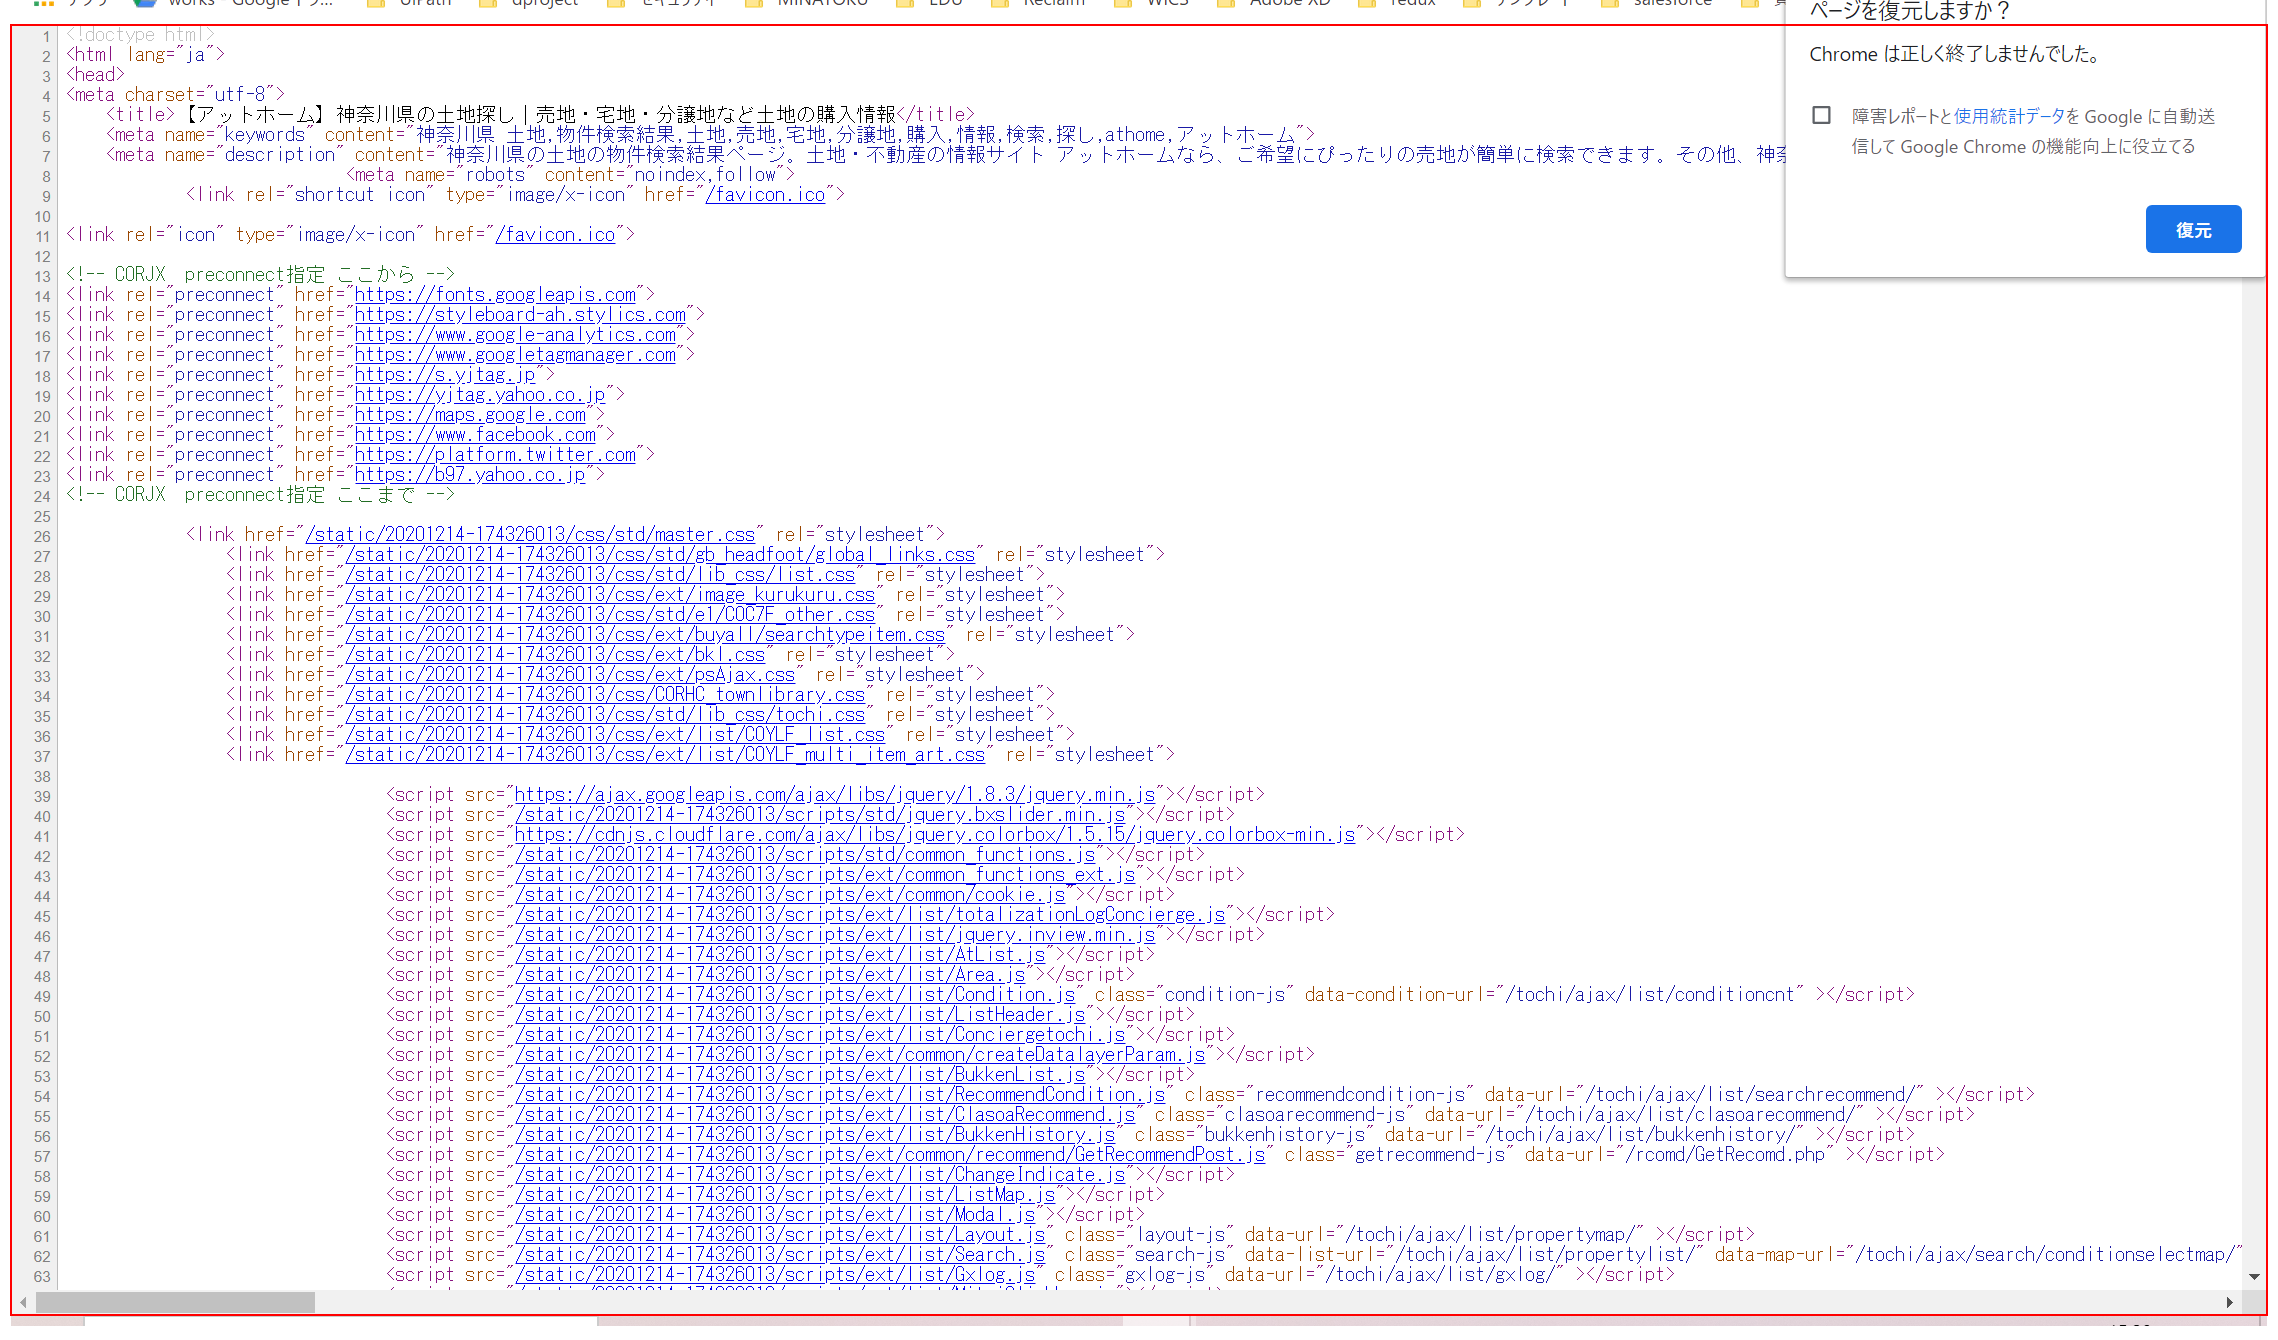 works - Google ドラ...
UiPath
dproject
セキュリティ
MINATOKU
EDU
Reclaim
WICS
Adobe XD
redux
テンプレート
salesforce
ページを復元しますか？
Chrome は正しく終了しませんでした。
障害レポートと使用統計データを Google に自動送
信して Google Chrome の機能向上に役立てる
復元
1 <!doctype html>
2 <html lang="ja">
3 <head>
4 <meta charset="utf-8">
5 <title>【アットホーム】神奈川県の土地探し｜売地・宅地・分譲地など土地の購入情報</title>
6 <meta name="keywords" content="神奈川県 土地,物件検索結果,土地,売地,宅地,分譲地,購入,情報,検索,探し,athome,アットホーム">
7 <meta name="description" content="神奈川県の土地の物件検索結果ページ。土地・不動産の情報サイト アットホームなら、ご希望にぴったりの売地が簡単に検索できます。その他、神奈
8 <meta name="robots" content="noindex,follow">
9 <link rel="shortcut icon" type="image/x-icon" href="/favicon.ico">
10
11 <link rel="icon" type="image/x-icon" href="/favicon.ico">
12
13 <!-- CORJX preconnect指定 ここから -->
14 <link rel="preconnect" href="https://fonts.googleapis.com">
15 <link rel="preconnect" href="https://styleboard-ah.stylics.com">
16 <link rel="preconnect" href="https://www.google-analytics.com">
17 <link rel="preconnect" href="https://www.googletagmanager.com">
18 <link rel="preconnect" href="https://s.yjtag.jp">
19 <link rel="preconnect" href="https://yjtag.yahoo.co.jp">
20 <link rel="preconnect" href="https://maps.google.com">
21 <link rel="preconnect" href="https://www.facebook.com">
22 <link rel="preconnect" href="https://platform.twitter.com">
23 <link rel="preconnect" href="https://b97.yahoo.co.jp">
24 <!-- CORJX preconnect指定 ここまで -->
25
26 <link href="/static/20201214-174326013/css/std/master.css" rel="stylesheet">
27 <link href="/static/20201214-174326013/css/std/gb_headfoot/global_links.css" rel="stylesheet">
28 <link href="/static/20201214-174326013/css/std/lib_css/list.css" rel="stylesheet">
29 <link href="/static/20201214-174326013/css/ext/image_kurukuru.css" rel="stylesheet">
30 <link href="/static/20201214-174326013/css/std/e1/COC7F_other.css" rel="stylesheet">
31 <link href="/static/20201214-174326013/css/ext/buyall/searchtypeitem.css" rel="stylesheet">
32 <link href="/static/20201214-174326013/css/ext/bkl.css" rel="stylesheet">
33 <link href="/static/20201214-174326013/css/ext/psAjax.css" rel="stylesheet">
34 <link href="/static/20201214-174326013/css/CORHC_townlibrary.css" rel="stylesheet">
35 <link href="/static/20201214-174326013/css/std/lib_css/tochi.css" rel="stylesheet">
36 <link href="/static/20201214-174326013/css/ext/list/COYLF_list.css" rel="stylesheet">
37 <link href="/static/20201214-174326013/css/ext/list/COYLF_multi_item_art.css" rel="stylesheet">
38
39 <script src="https://ajax.googleapis.com/ajax/libs/jquery/1.8.3/jquery.min.js"></script>
40 <script src="/static/20201214-174326013/scripts/std/jquery.bxslider.min.js"></script>
41 <script src="https://cdnjs.cloudflare.com/ajax/libs/jquery.colorbox/1.5.15/jquery.colorbox-min.js"></script>
42 <script src="/static/20201214-174326013/scripts/std/common_functions.js"></script>
43 <script src="/static/20201214-174326013/scripts/ext/common_functions_ext.js"></script>
44 <script src="/static/20201214-174326013/scripts/ext/common/cookie.js"></script>
45 <script src="/static/20201214-174326013/scripts/ext/list/totalizationLogConcierge.js"></script>
46 <script src="/static/20201214-174326013/scripts/ext/list/jquery.inview.min.js"></script>
47 <script src="/static/20201214-174326013/scripts/ext/list/AtList.js"></script>
48 <script src="/static/20201214-174326013/scripts/ext/list/Area.js"></script>
49 <script src="/static/20201214-174326013/scripts/ext/list/Condition.js" class="condition-js" data-condition-url="/tochi/ajax/list/conditioncnt" ></script>
50 <script src="/static/20201214-174326013/scripts/ext/list/ListHeader.js"></script>
51 <script src="/static/20201214-174326013/scripts/ext/list/Conciergetochi.js"></script>
52 <script src="/static/20201214-174326013/scripts/ext/common/createDatalayerParam.js"></script>
53 <script src="/static/20201214-174326013/scripts/ext/list/BukkenList.js"></script>
54 <script src="/static/20201214-174326013/scripts/ext/list/RecommendCondition.js" class="recommendcondition-js" data-url="/tochi/ajax/list/searchrecommend/" ></script>
55 <script src="/static/20201214-174326013/scripts/ext/list/ClasoaRecommend.js" class="clasoarecommend-js" data-url="/tochi/ajax/list/clasoarecommend/" ></script>
56 <script src="/static/20201214-174326013/scripts/ext/list/BukkenHistory.js" class="bukkenhistory-js" data-url="/tochi/ajax/list/bukkenhistory/" ></script>
57 <script src="/static/20201214-174326013/scripts/ext/common/recommend/GetRecommendPost.js" class="getrecommend-js" data-url="/rcomd/GetRecomd.php" ></script>
58 <script src="/static/20201214-174326013/scripts/ext/list/ChangeIndicate.js"></script>
59 <script src="/static/20201214-174326013/scripts/ext/list/ListMap.js"></script>
60 <script src="/static/20201214-174326013/scripts/ext/list/Modal.js"></script>
61 <script src="/static/20201214-174326013/scripts/ext/list/Layout.js" class="layout-js" data-url="/tochi/ajax/list/propertymap/" ></script>
62 <script src="/static/20201214-174326013/scripts/ext/list/Search.js" class="search-js" data-list-url="/tochi/ajax/list/propertylist/" data-map-url="/tochi/ajax/search/conditionselectmap/"
63 <script src="/static/20201214-174326013/scripts/ext/list/Gxlog.js" class="gxlog-js" data-url="/tochi/ajax/list/gxlog/" ></script>